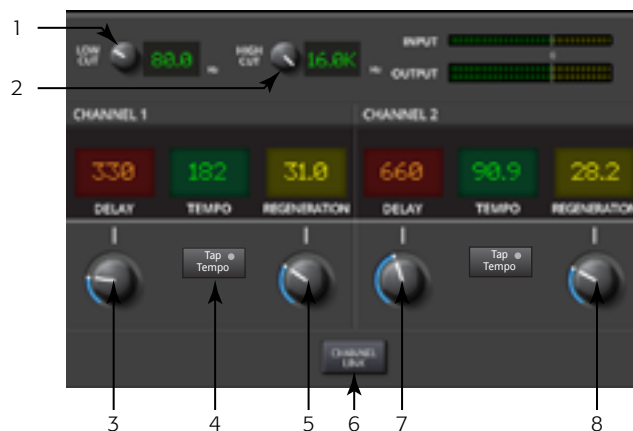 1
2
LOW CUT
80.0 Hz
HIGH CUT
16.0K Hz
INPUT
6
OUTPUT
CHANNEL 1
CHANNEL 2
330
182
31.0
660
90.9
28.2
DELAY
TEMPO
REGENERATION
DELAY
TEMPO
REGENERATION
Tap
Tempo
Tap
Tempo
CHANNEL
LINK
3
4
5
6
7
8